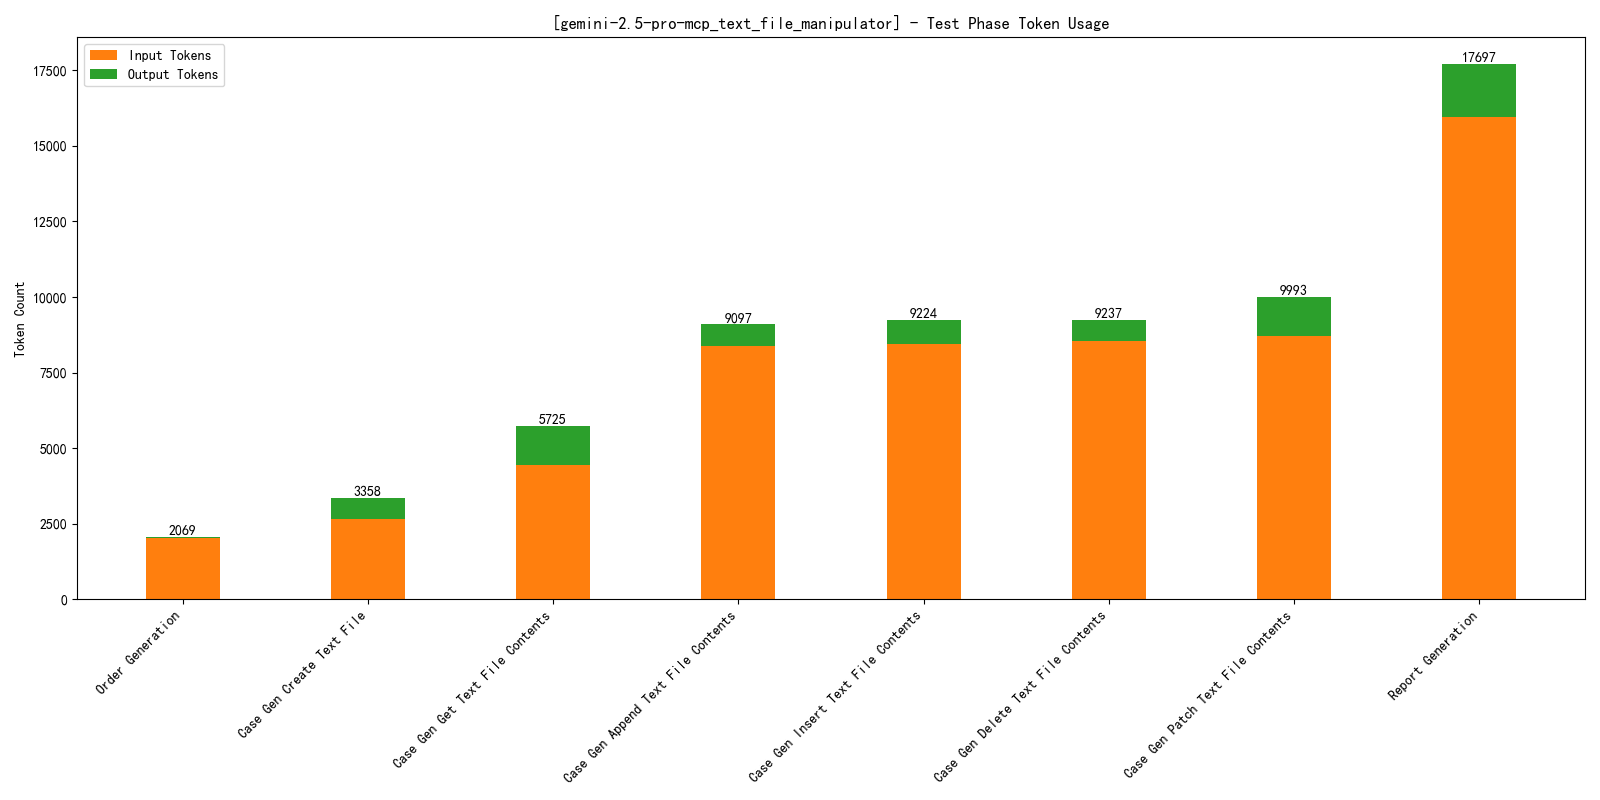 [gemini-2.5-pro-mcp_text_file_manipulator] - Test Phase Token Usage
Input Tokens
Output Tokens
Token Count
17500
15000
12500
10000
7500
5000
2500
0
2069
3358
5725
9097
9224
9237
9993
17697
Order Generation
Case Gen Create Text File
Case Gen Get Text File Contents
Case Gen Append Text File Contents
Case Gen Insert Text File Contents
Case Gen Delete Text File Contents
Case Gen Patch Text File Contents
Report Generation